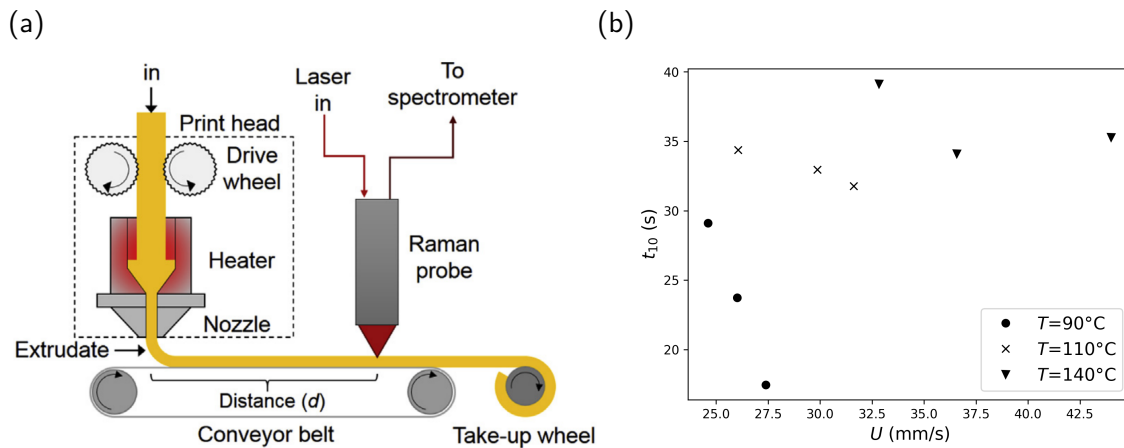 (a)
in
Laser
in
To
spectrometer
Print head
Drive
wheel
Heater
Nozzle
Raman
probe
Extrudate
Distance (d)
Conveyor belt
Take-up wheel
(b)
40
35
30
25
20
t10 (s)
25.0 27.5 30.0 32.5 35.0 37.5 40.0 42.5
U (mm/s)
T=90°C
T=110°C
T=140°C